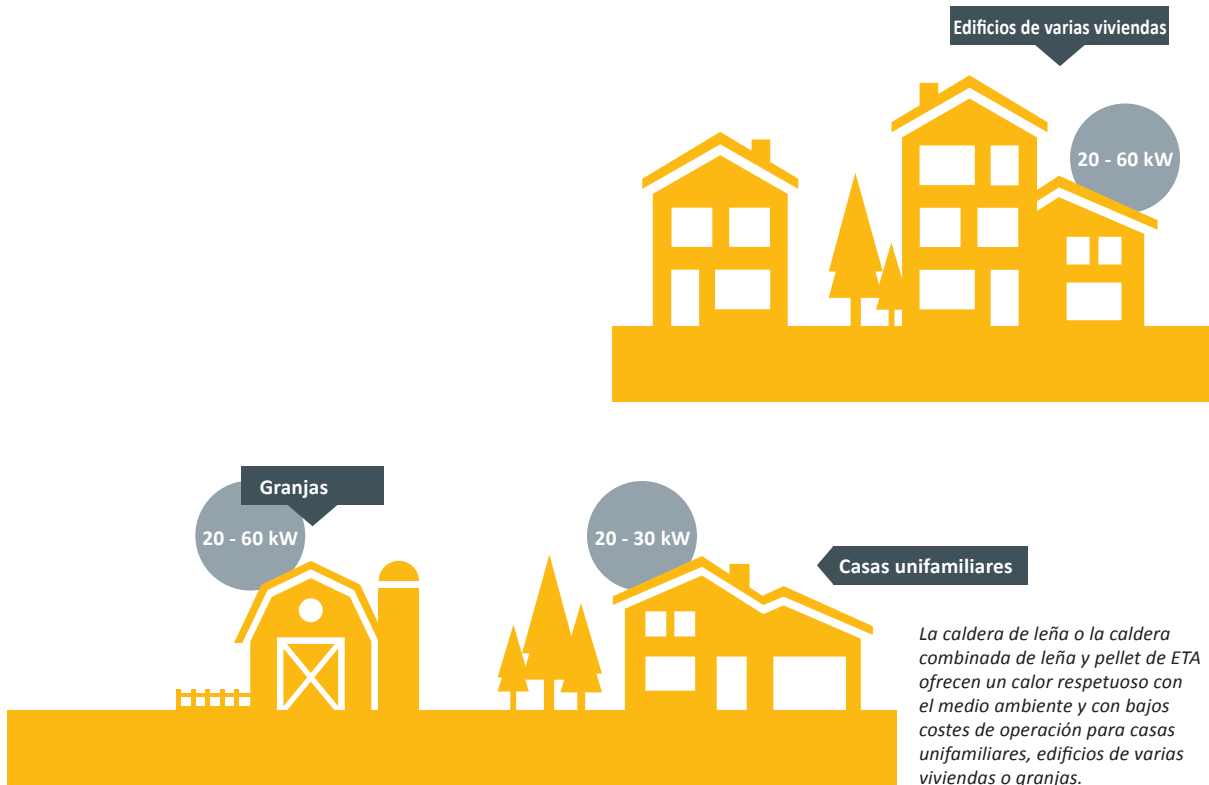 Edificios de varias viviendas
20 - 60 kW
Granjas
20 - 60 kW
20 - 30 kW
Casas unifamiliares
La caldera de leña o la caldera
combinada de leña y pellet de ETA
ofrecen un calor respetuoso con
el medio ambiente y con bajos
costes de operación para casas
unifamiliares, edificios de varias
viviendas o granjas.